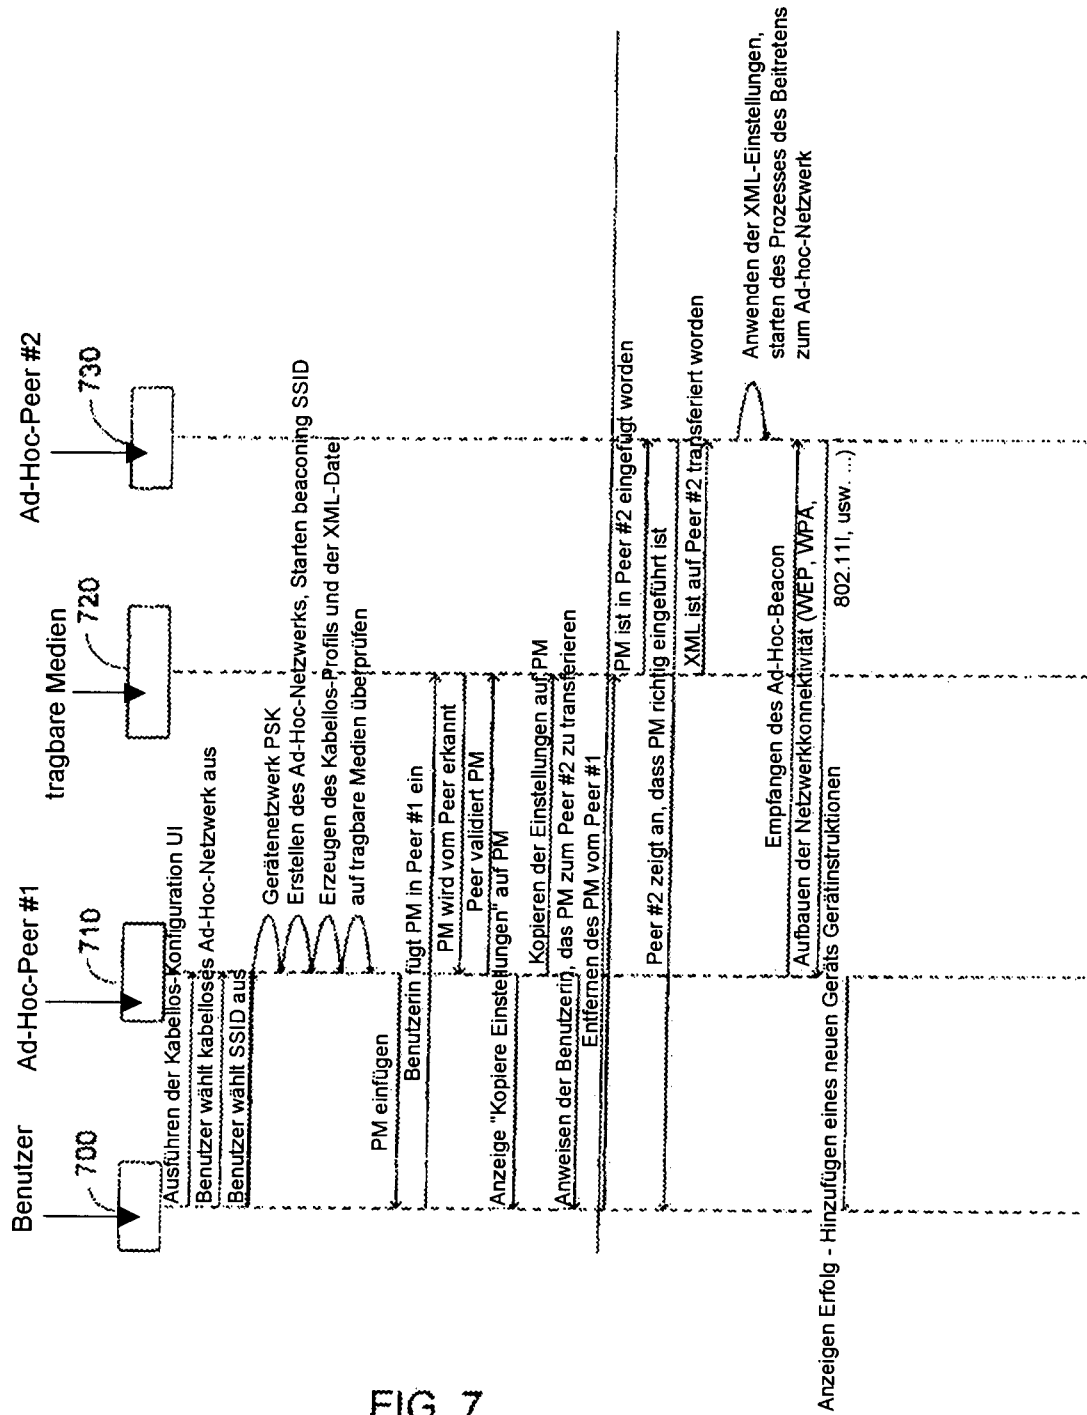 Benutzer
700
Ad-Hoc-Peer #1
710
tragbare Medien
720
Ad-Hoc-Peer #2
730
Ausführen der Kabellos-Konfiguration UI
Benutzer wählt kabelloses Ad-Hoc-Netzwerk aus
Benutzer wählt SSID aus
Gerätenetzwerk PSK
Erstellen des Ad-Hoc-Netzwerks, Starten beaconing SSID
Erzeugen des Kabellos-Profils und der XML-Datei
auf tragbare Medien überprüfen
PM einfügen
Benutzerin fügt PM in Peer #1 ein
PM wird vom Peer erkannt
Peer validiert PM
Anzeige "Kopiere Einstellungen" auf PM
Kopieren der Einstellungen auf PM
Anweisen der Benutzerin, das PM zum Peer #2 zu transferieren
Entfernen des PM vom Peer #1
PM ist in Peer #2 eingefügt worden
Peer #2 zeigt an, dass PM richtig eingeführt ist
XML ist auf Peer #2 transferiert worden
Anwenden der XML-Einstellungen,
starten des Prozesses des Beitretens
zum Ad-hoc-Netzwerk
Empfangen des Ad-Hoc-Beacon
Aufbauen der Netzwerkkonnektivität (WEP, WPA,
802.11I, usw. ...)
Anzeigen Erfolg - Hinzufügen eines neuen Geräts Gerätinstruktionen
FIG. 7